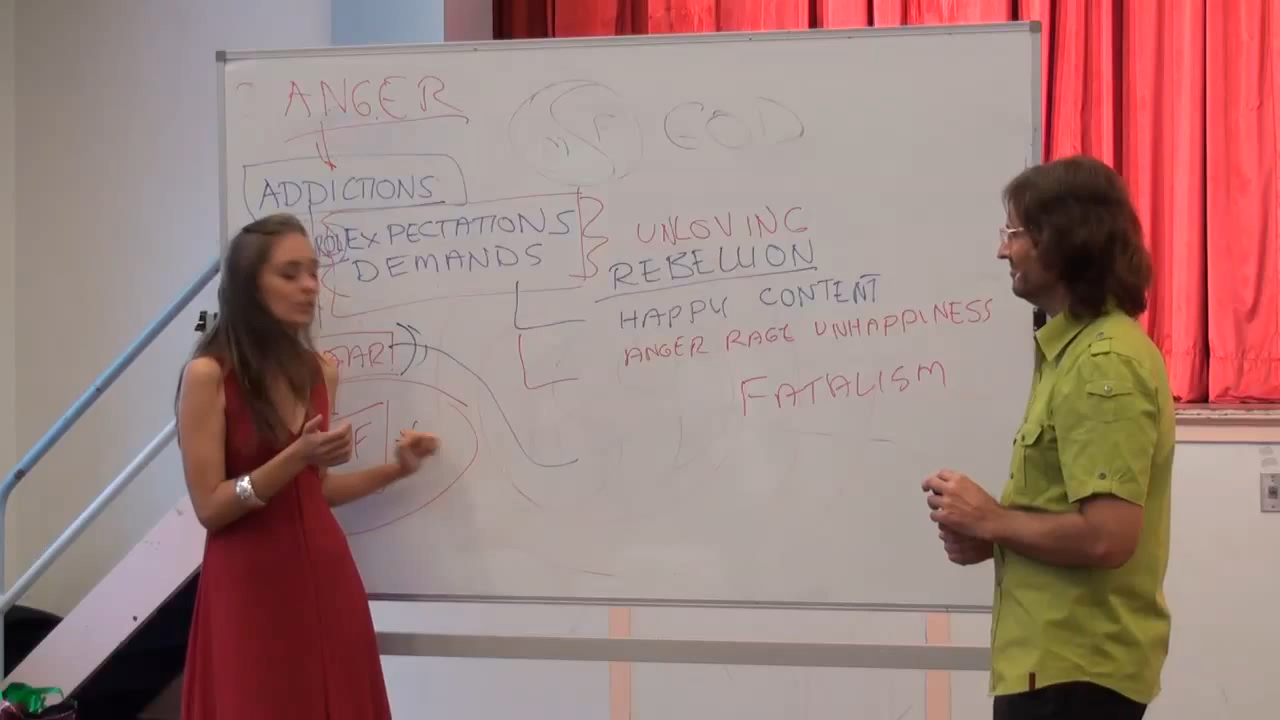 ANGER
M F GOD
ADDICTIONS
EXPECTATIONS
DEMANDS
UNLOVING
REBELLION
HAPPY CONTENT
ANGER RAGE UNHAPPINESS
FATALISM
F